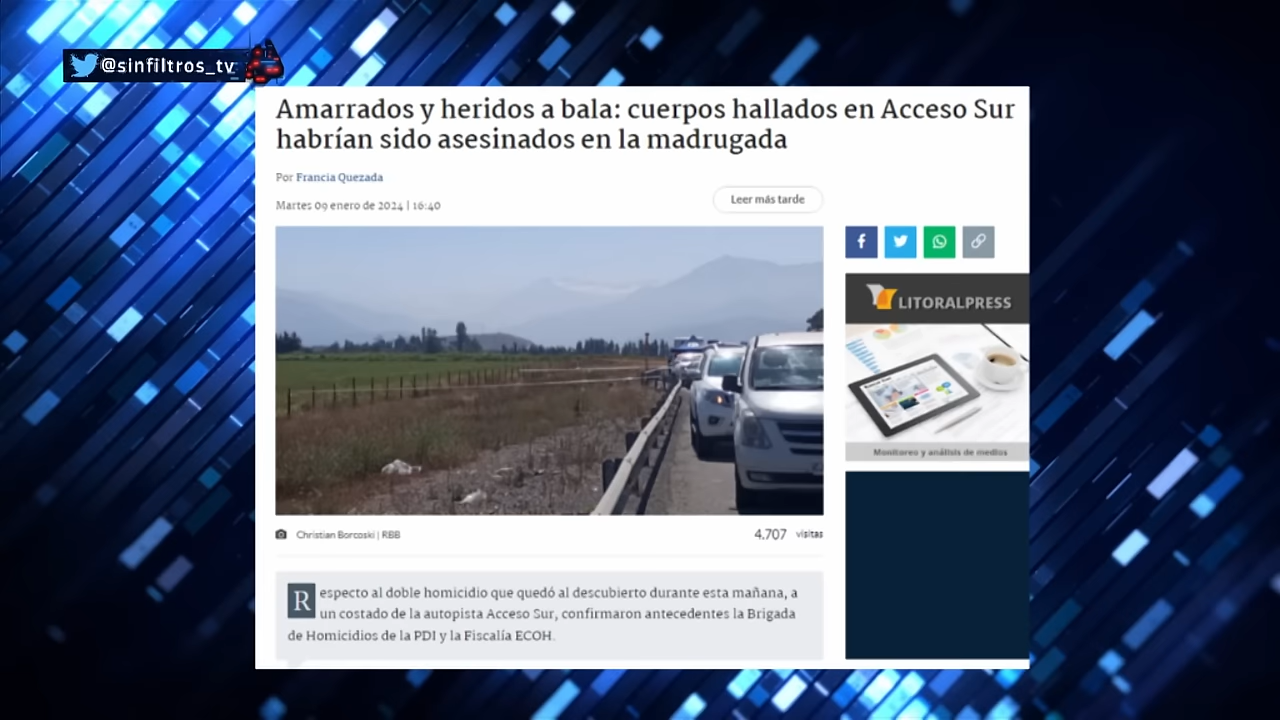 @sinfiltros_tv
Amarrados y heridos a bala: cuerpos hallados en Acceso Sur
habrían sido asesinados en la madrugada
Por Francia Quezada
Martes 09 enero de 2024 | 16:40
Leer más tarde
LITORALPRESS
Monitoreo y análisis de medios
Christian Borcoski | RBB
4.707 visitas
Respecto al doble homicidio que quedó al descubierto durante esta mañana, a
un costado de la autopista Acceso Sur, confirmaron antecedentes la Brigada
de Homicidios de la PDI y la Fiscalía ECOH.